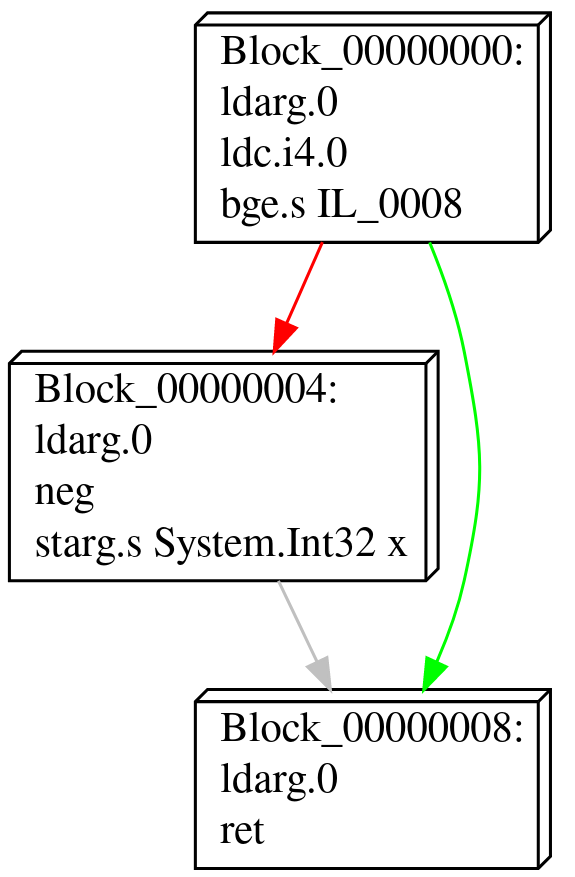 Block_00000000:
ldarg.0
ldc.i4.0
bge.s IL_0008
Block_00000004:
ldarg.0
neg
starg.s System.Int32 x
Block_00000008:
ldarg.0
ret